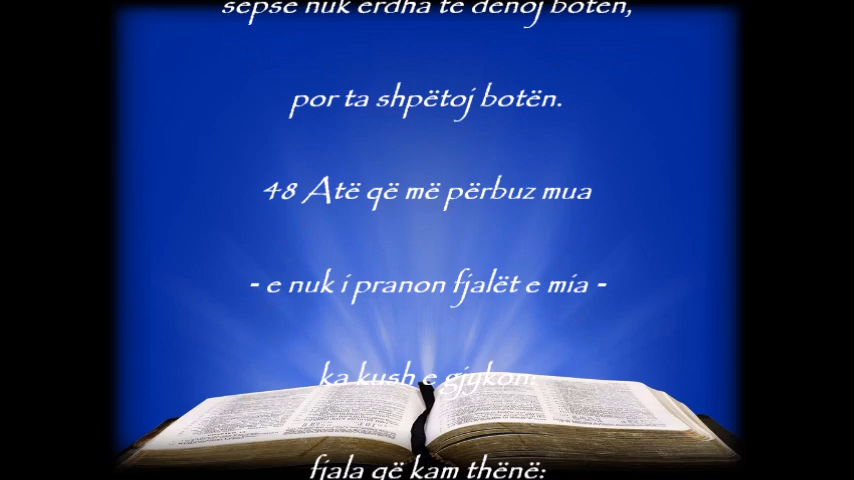 sepse nuk erdha të dënoj botën,
por ta shpëtoj botën.
48 Atë që më përbuz mua
- e nuk i pranon fjalët e mia -
ka kush e gjykon:
fjala që kam thënë: